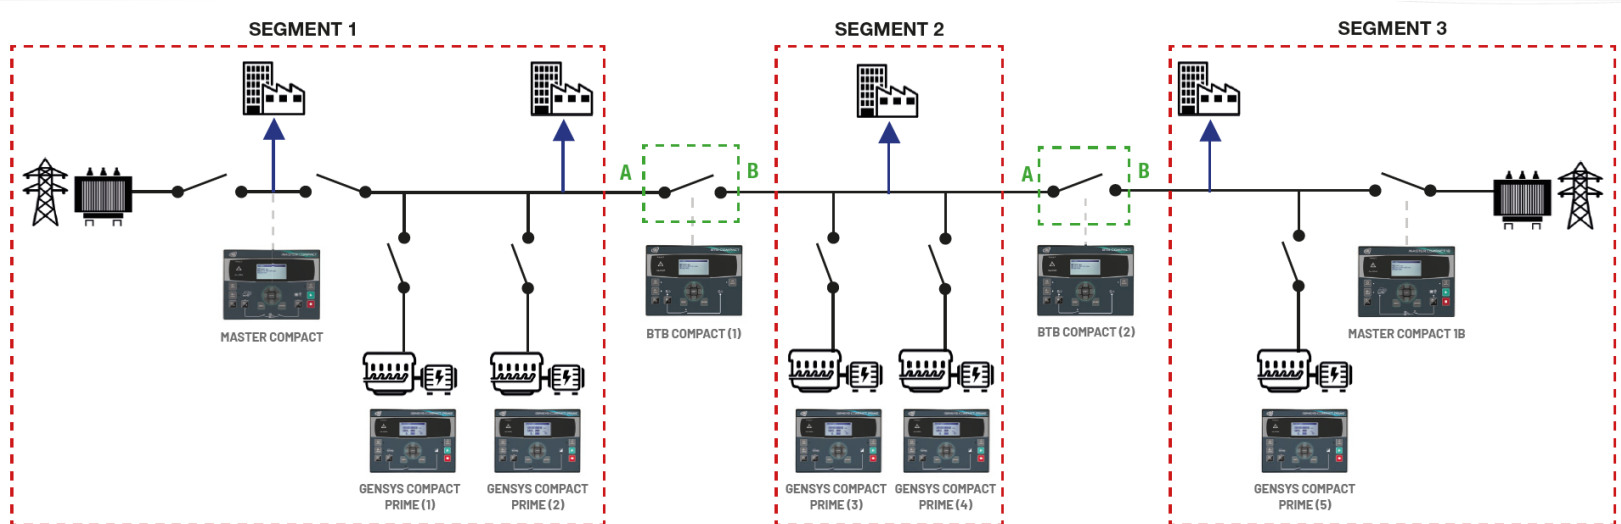 SEGMENT 1
SEGMENT 2
SEGMENT 3
A
B
A
B
MASTER COMPACT
BTB COMPACT (1)
BTB COMPACT (2)
MASTER COMPACT 1B
GENSYS COMPACT
PRIME (1)
GENSYS COMPACT
PRIME (2)
GENSYS COMPACT
PRIME (3)
GENSYS COMPACT
PRIME (4)
GENSYS COMPACT
PRIME (5)